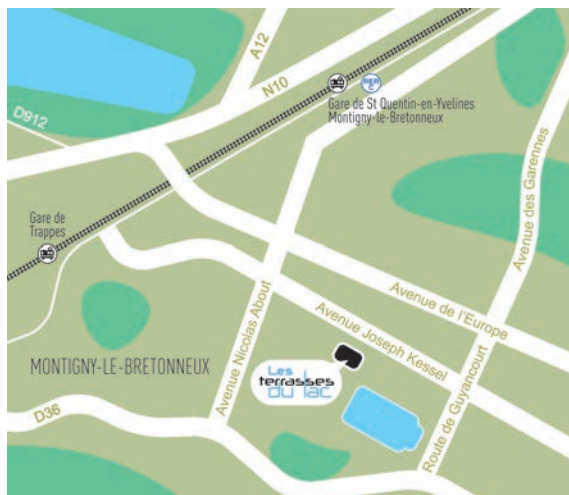 A12
N10
D912
RER
C
Gare de St Quentin-en-Yvelines
Montigny-le-Bretonneux
Avenue des Garennes
Gare de
Trappes
Avenue Nicolas About
Avenue de l'Europe
Avenue Joseph Kessel
MONTIGNY-LE-BRETONNEUX
Les
terrasses
du lac
Route de Guyancourt
D36